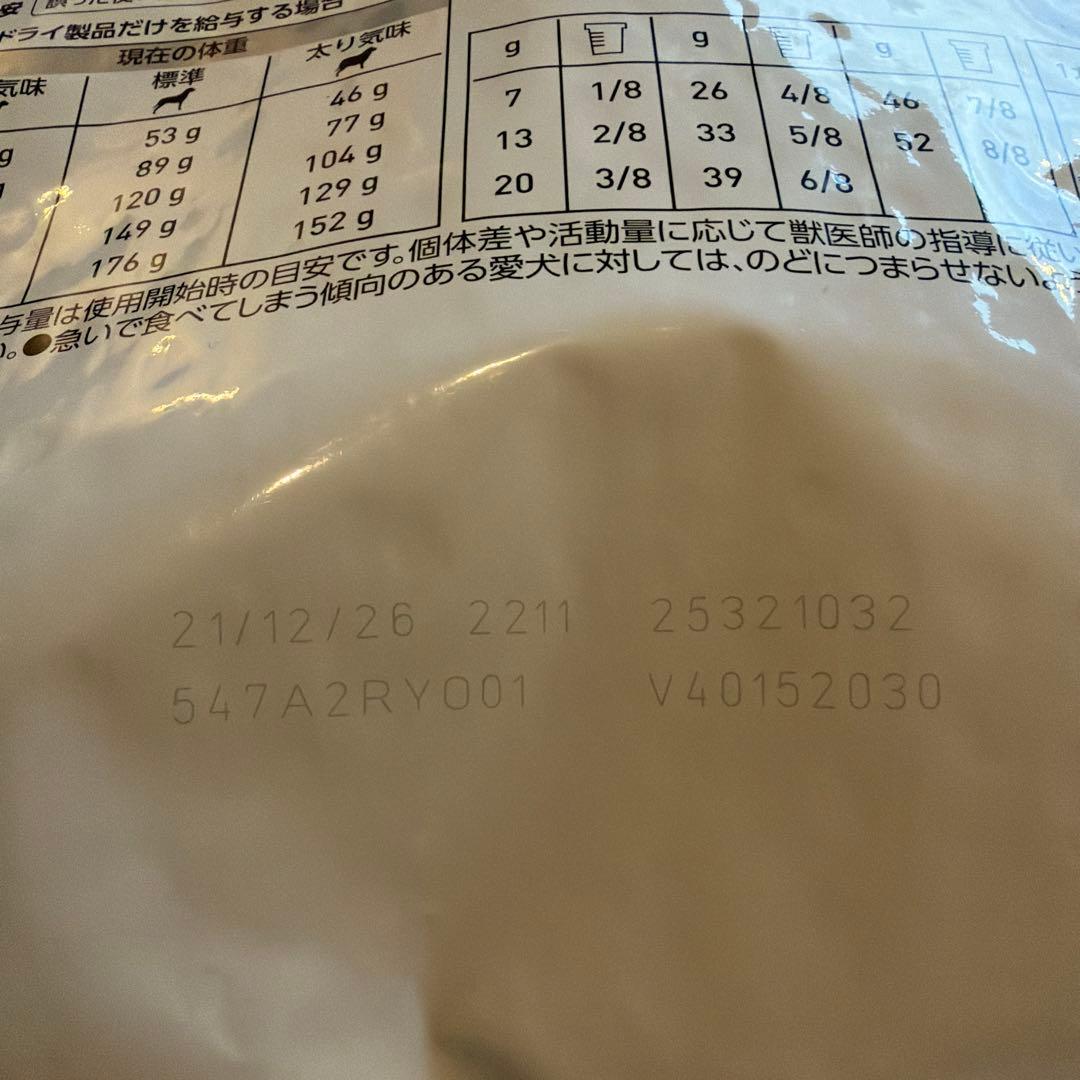 安
ドライ製品だけを給与する場合
現在の体重
気味 標準 太り気味
g 53 g 46 g
89 g 77 g
120 g 104 g
149 g 129 g
176 g 152 g
g g g
7 1/8 26 4/8 46 7/8
13 2/8 33 5/8 52 8/8
20 3/8 39 6/8
与量は使用開始時の目安です。個体差や活動量に応じて獣医師の指導に従い
い。●急いで食べてしまう傾向のある愛犬に対しては、のどにつまらせないよう
21/12/26 2211 25321032
547A2RY001 V40152030